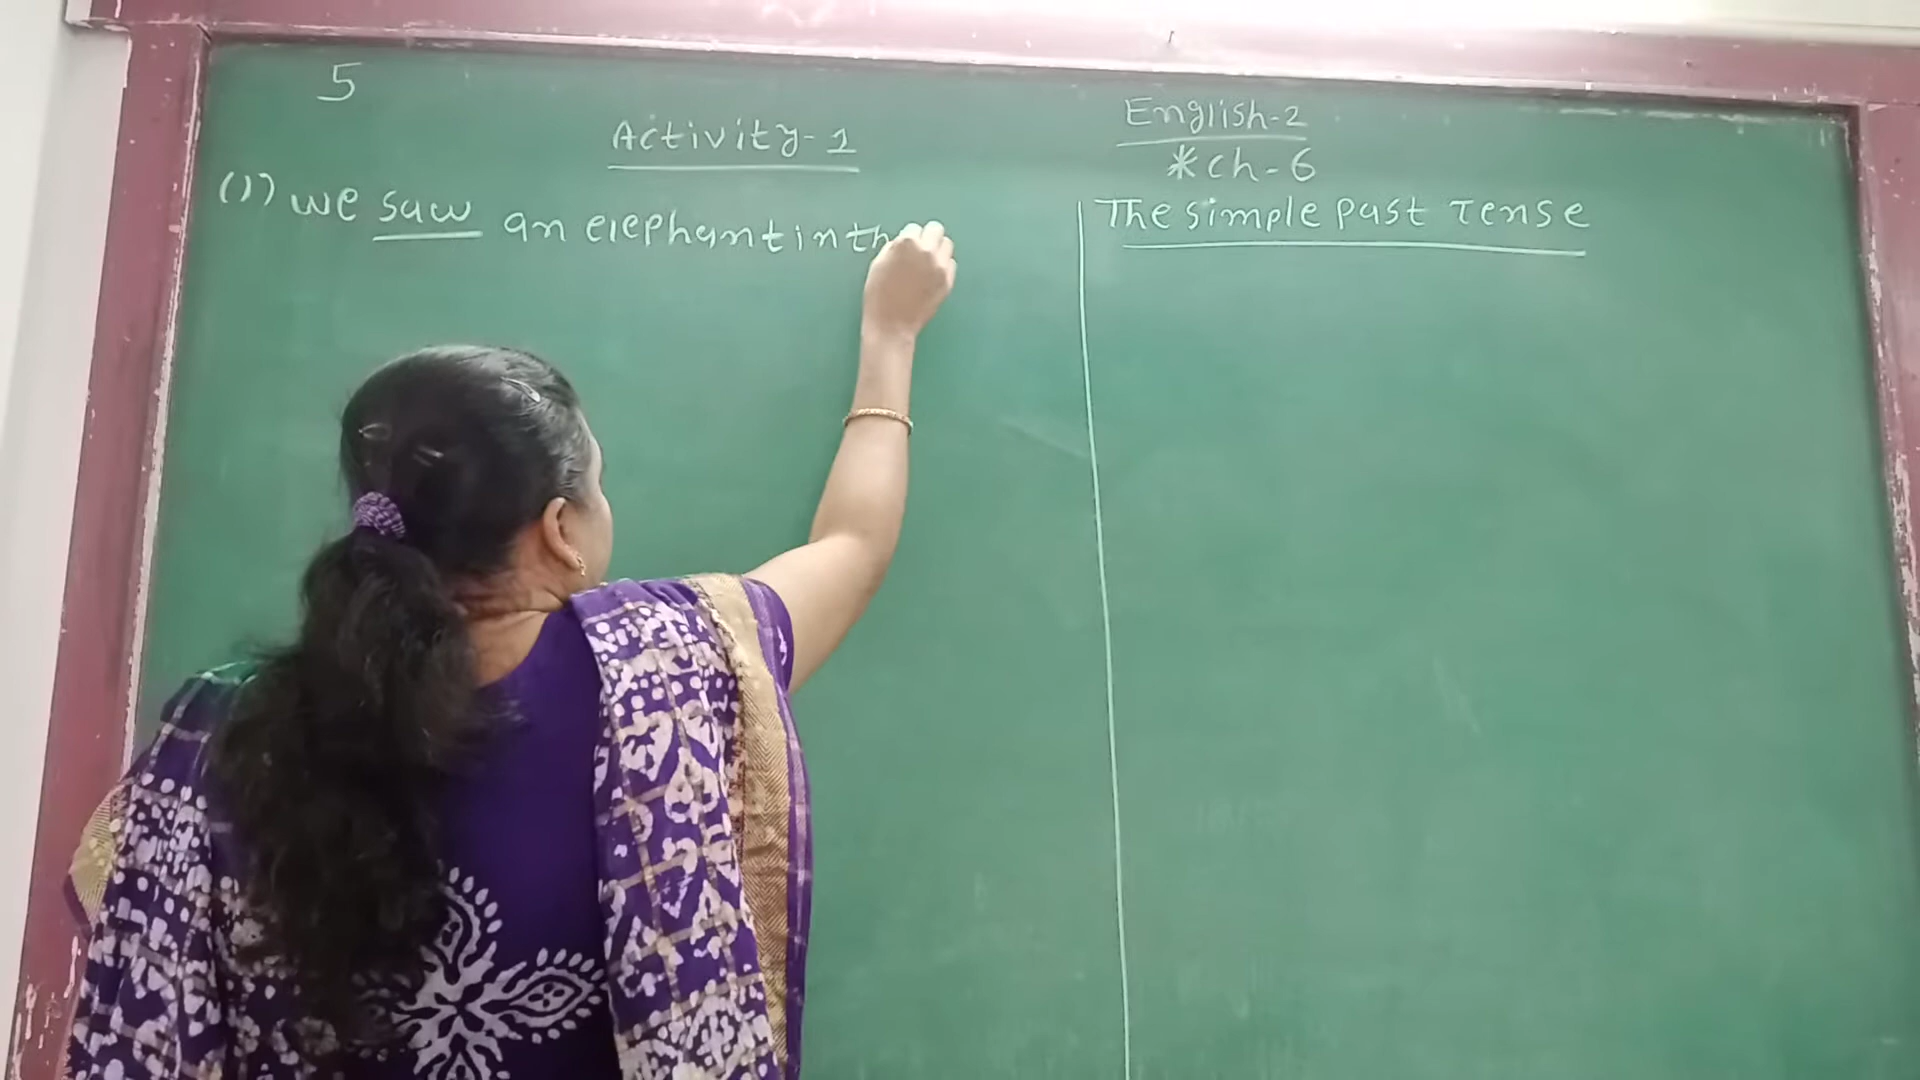 5
Activity-1
(1) we saw an elephant in th
English-2
*ch-6
The simple past Tense